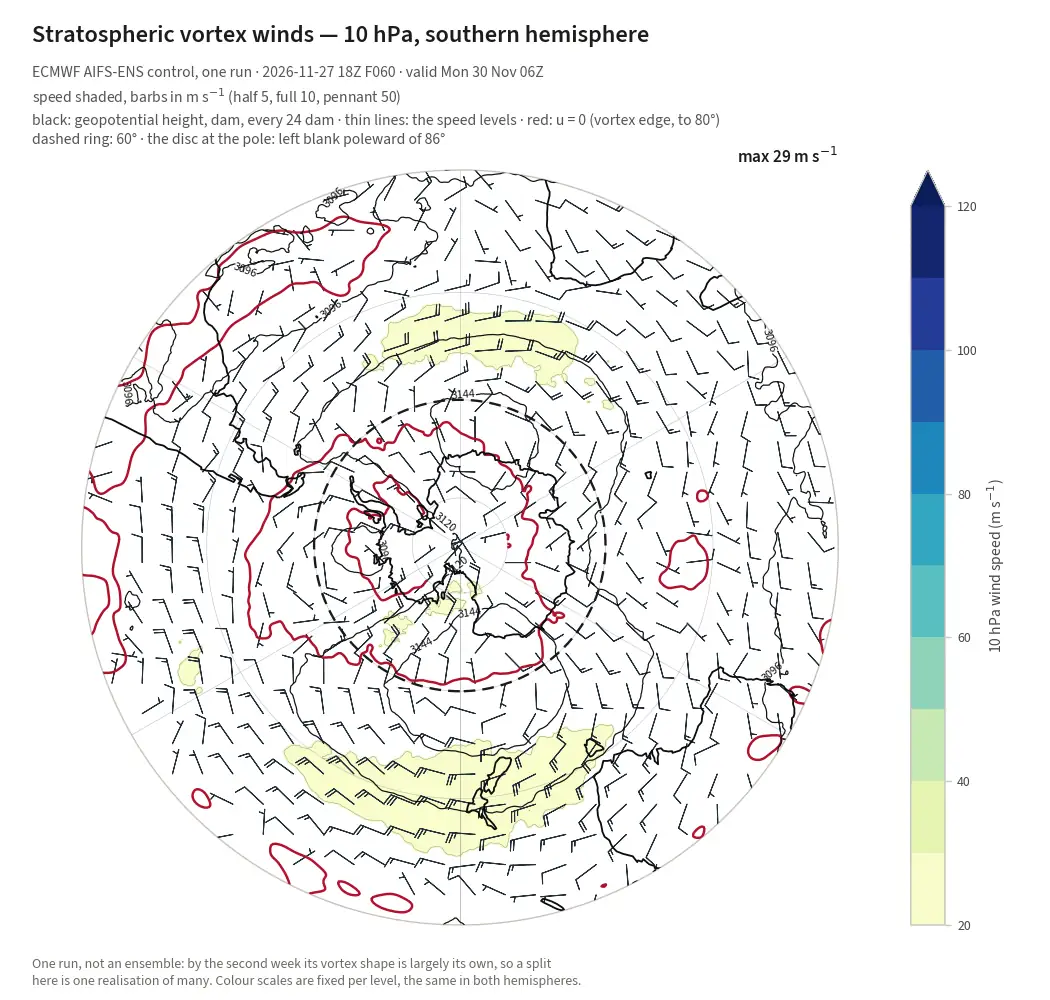 Stratospheric vortex winds — 10 hPa, southern hemisphere
ECMWF AIFS-ENS control, one run · 2026-11-27 18Z F060 · valid Mon 30 Nov 06Z
speed shaded, barbs in m s⁻¹ (half 5, full 10, pennant 50)
black: geopotential height, dam, every 24 dam · thin lines: the speed levels · red: u = 0 (vortex edge, to 80°)
dashed ring: 60° · the disc at the pole: left blank poleward of 86°
max 29 m s⁻¹
3096
3096
3096
3096
3096
3144
3120
3144
3144
3096
120
100
80
60
40
20
10 hPa wind speed (m s⁻¹)
One run, not an ensemble: by the second week its vortex shape is largely its own, so a split
here is one realisation of many. Colour scales are fixed per level, the same in both hemispheres.